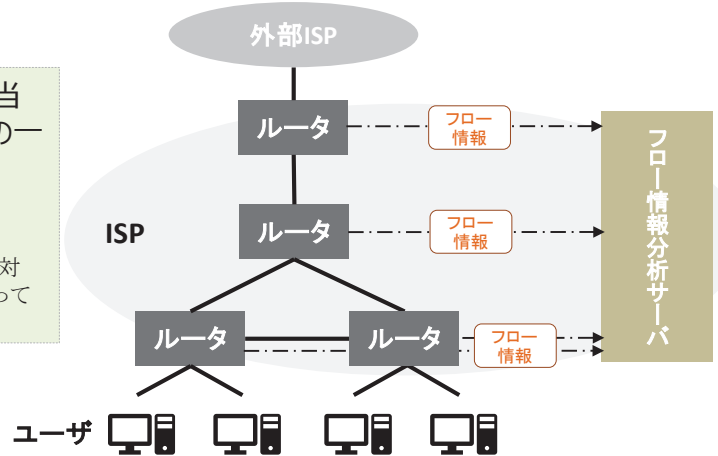 外部ISP
当
の一
対
って
ルータ
フロー
情報
ISP
ルータ
フロー
情報
フロー情報分析サーバ
ルータ
ルータ
フロー
情報
ユーザ